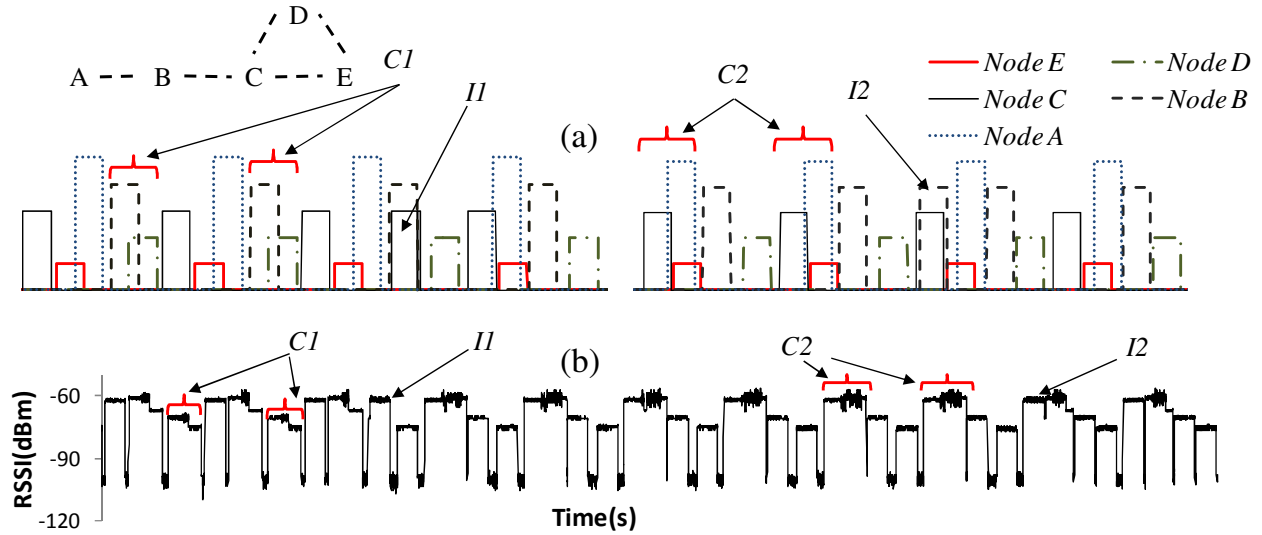 D
A B C E
C1
I1
C2
I2
Node E
Node D
Node C
Node B
Node A
(a)
(b)
C1
I1
C2
I2
RSSI(dBm)
-60
-90
-120
Time(s)